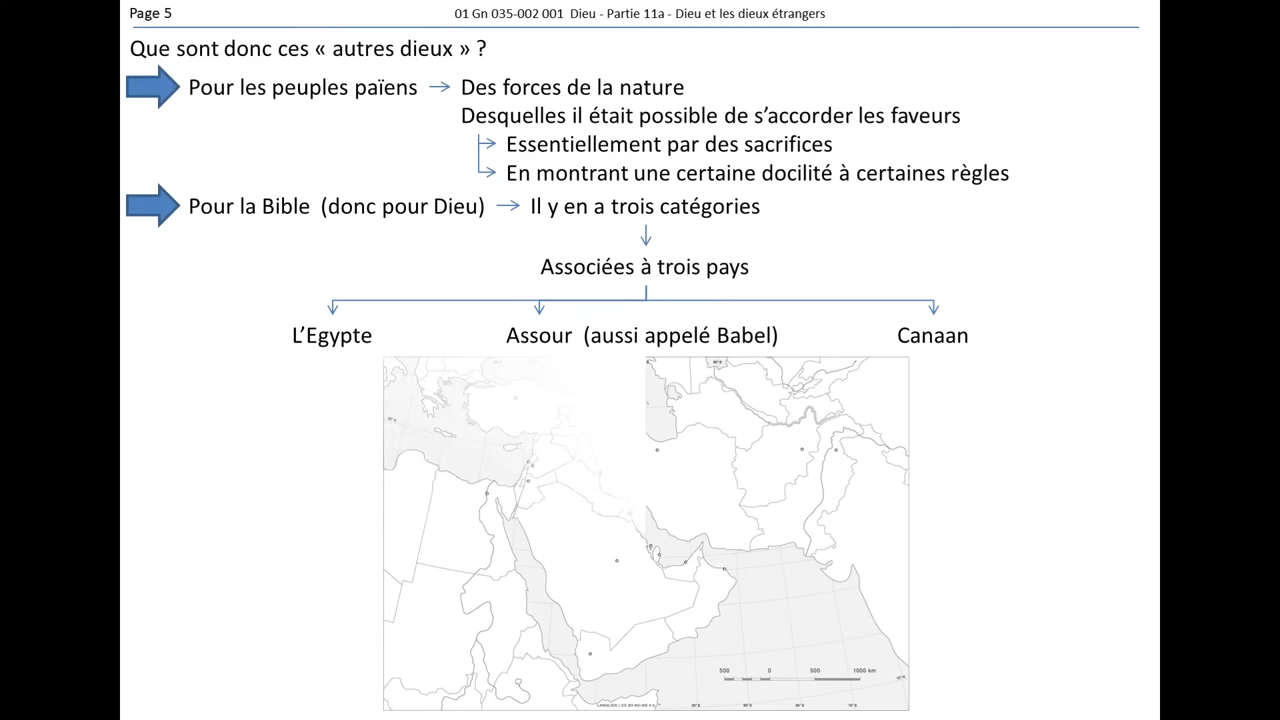 Page 5
01 Gn 035-002 001 Dieu - Partie 11a - Dieu et les dieux étrangers
Que sont donc ces « autres dieux » ?
Pour les peuples païens → Des forces de la nature
Desquelles il était possible de s’accorder les faveurs
Essentiellement par des sacrifices
En montrant une certaine docilité à certaines règles
Pour la Bible (donc pour Dieu) → Il y en a trois catégories
Associées à trois pays
L’Egypte Assour (aussi appelé Babel) Canaan
500 0 500 1000 km